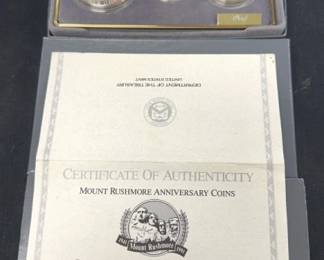 DEPARTMENT OF THE TREASURY
UNITED STATES MINT
CERTIFICATE OF AUTHENTICITY
MOUNT RUSHMORE ANNIVERSARY COINS
1941 1991
Mount Rushmore